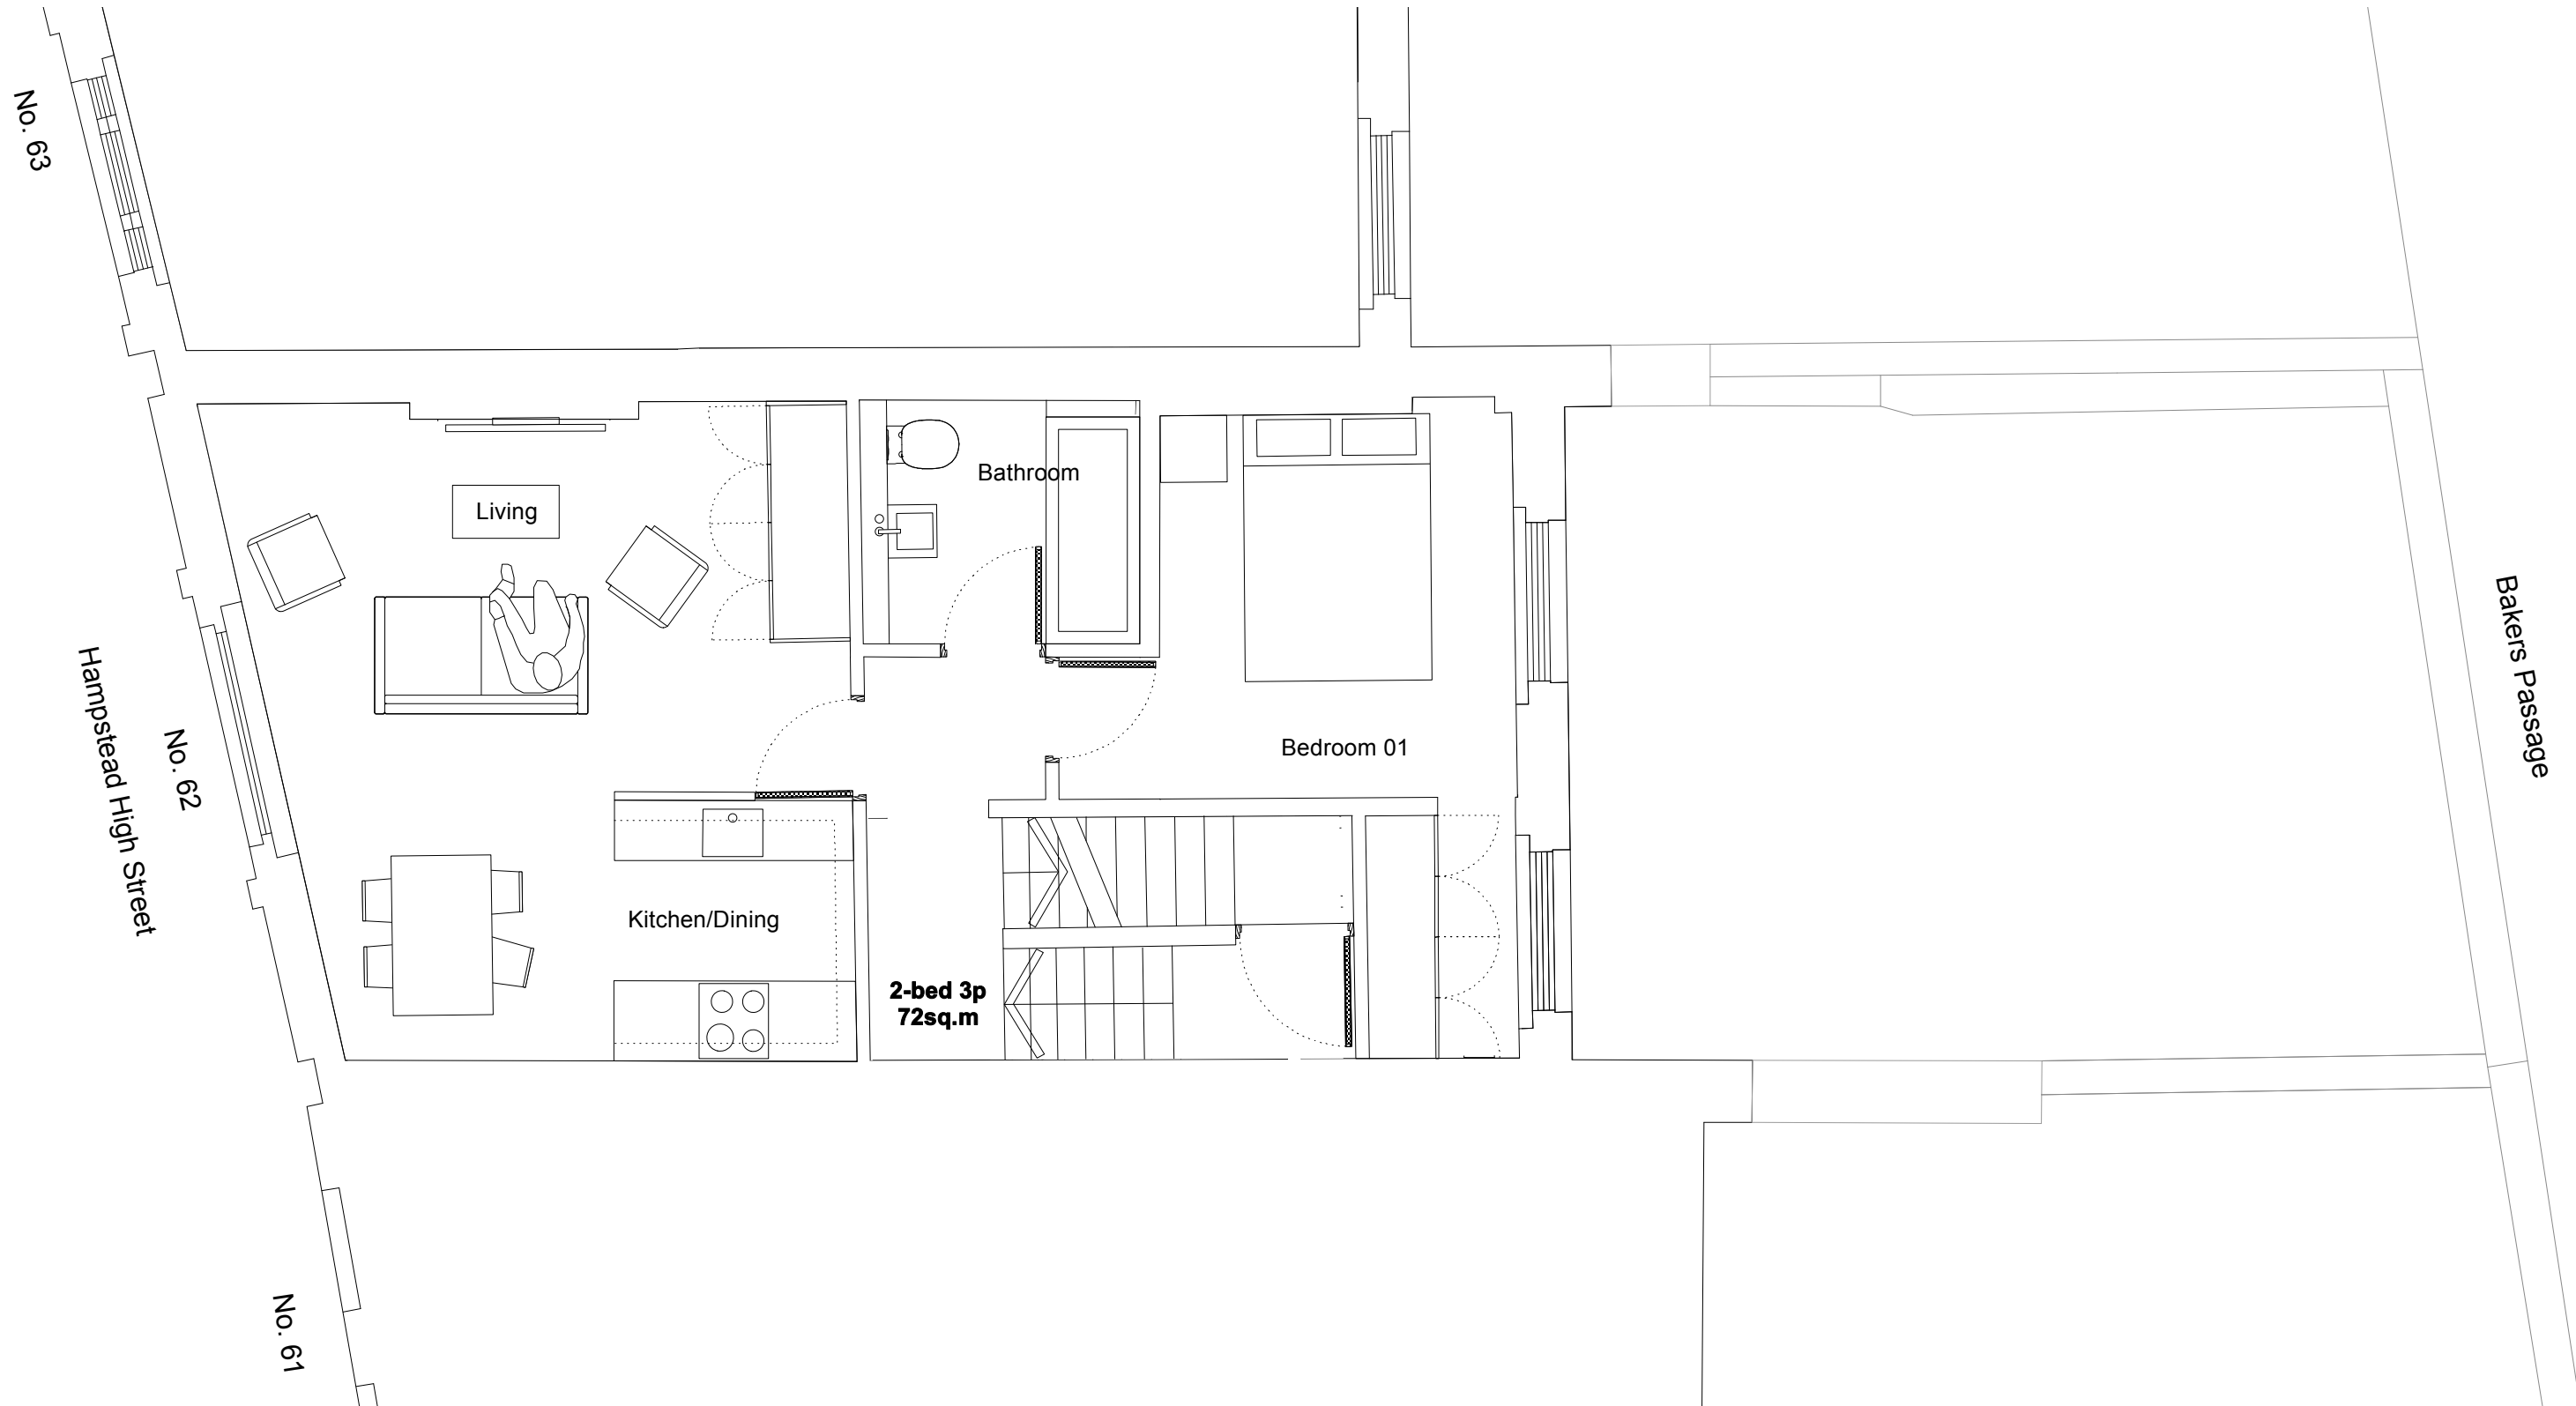 No. 63
Living
Bathroom
Bedroom 01
Hampstead High Street
No. 62
Kitchen/Dining
2-bed 3p
72sq.m
Bakers Passage
No. 61